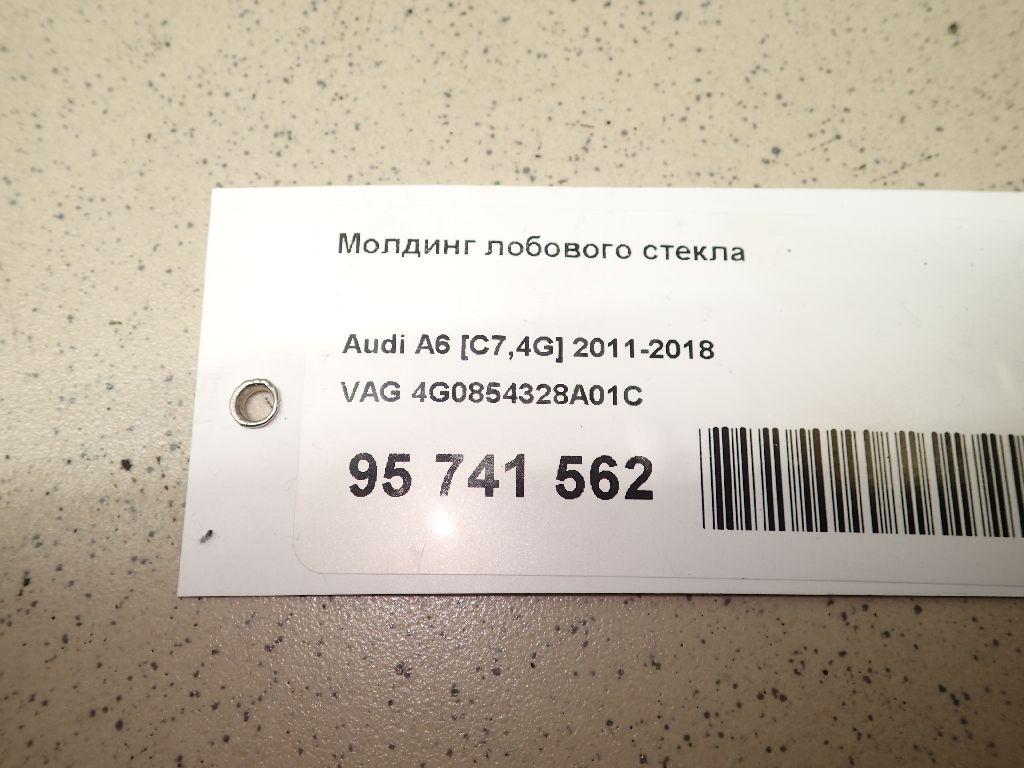 Молдинг лобового стекла
Audi A6 [C7,4G] 2011-2018
VAG 4G0854328A01C
95 741 562